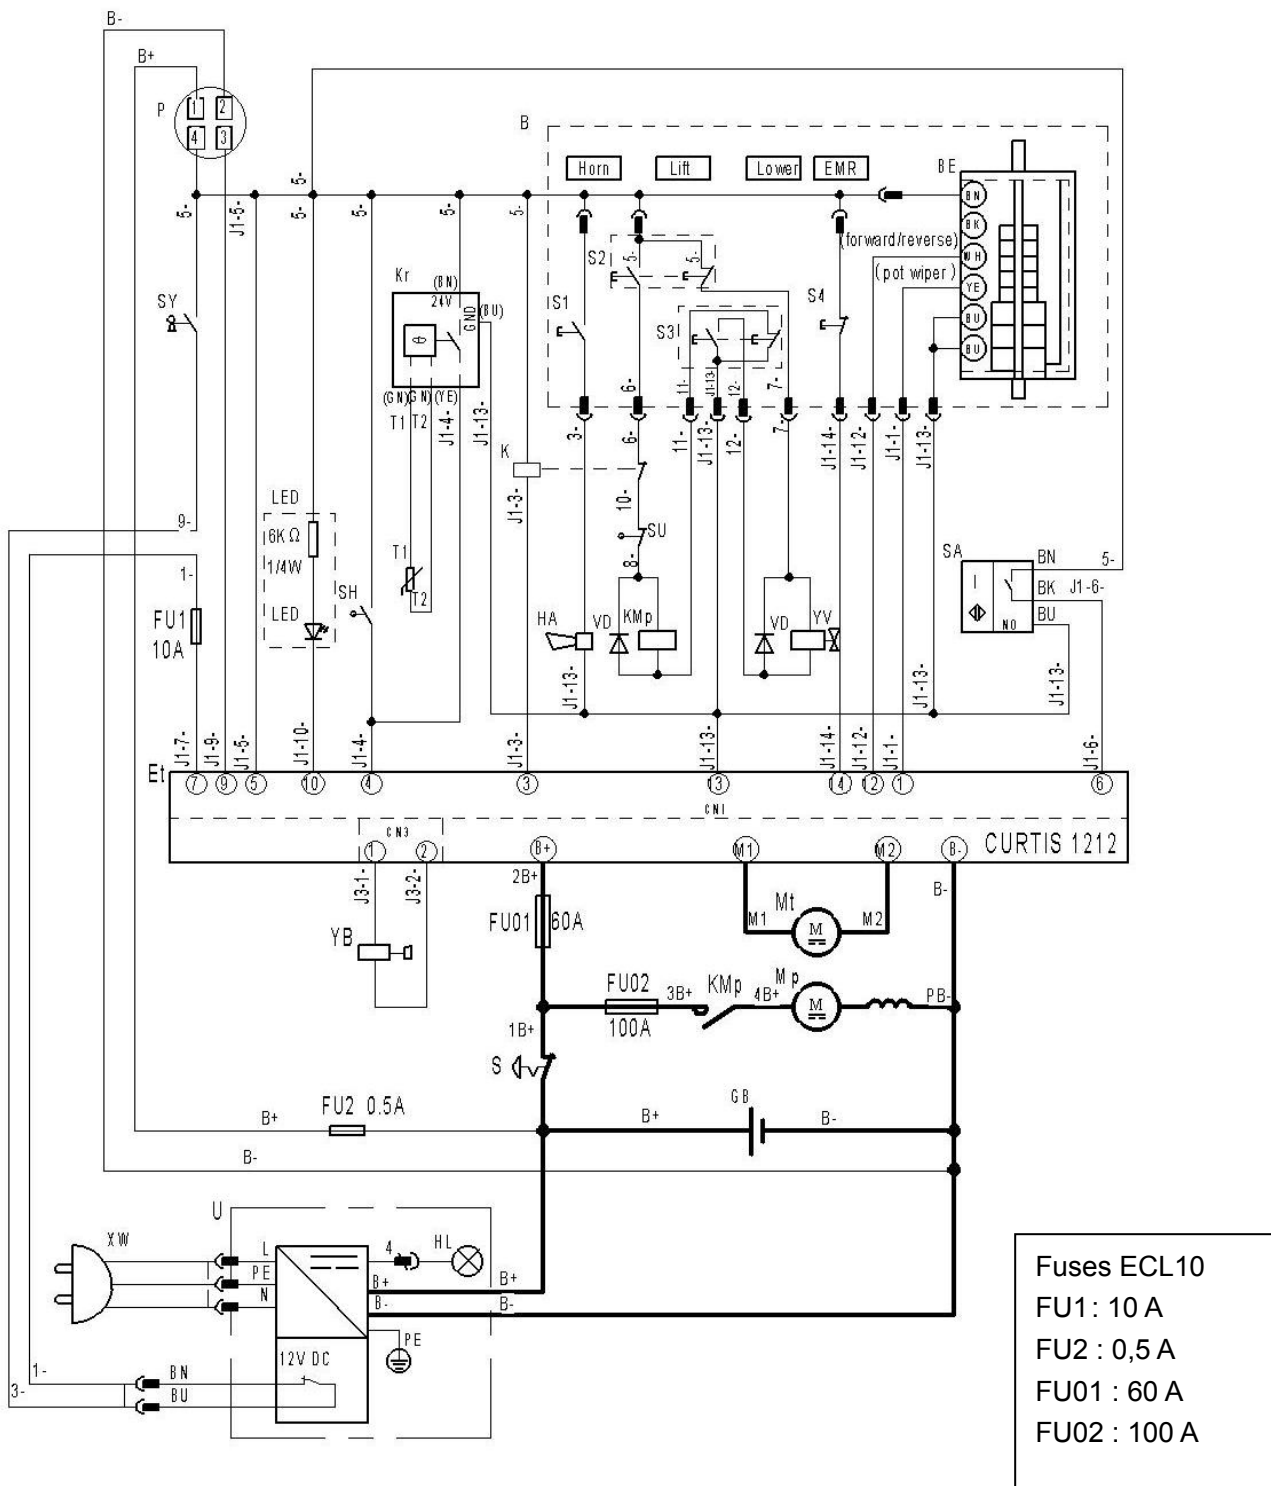 B-
B+
P
1 2
4 3
B
Horn Lift Lower EMR
BE
BN
BK
(forward/reverse)
WH
(pot wiper)
YE
BU
BU
5-
5-
J1-5-
5-
5-
5-
5-
5-
S2
5-
5-
Kr
(BN)
24V
GND
(BU)
θ
(GN)
(GN)
(YE)
T1 T2
J1-4-
J1-13-
SY
S1
S3
S4
11-
J1-13-
12-
6-
7-
3-
6-
11-
J1-13-
12-
7-
J1-14-
J1-12-
J1-1-
J1-13-
K
J1-3-
10-
SU
8-
LED
6KΩ
1/4W
LED
9-
1-
FU1
10A
SH
T1
T2
HA
VD
KMp
VD
YV
SA
I
NO
BN
5-
BK J1-6-
BU
J1-13-
J1-13-
J1-13-
Et
J1-7-
J1-9-
J1-5-
J1-10-
J1-4-
J1-3-
J1-13-
J1-14-
J1-12-
J1-1-
J1-6-
7 9 5 10 4 3 13 14 12 1 6
CN1
CN3
1 2 B+ M1 M2 B-
CURTIS 1212
J3-1-
J3-2-
2B+
B-
FU01 60A
Mt
M1 M M2
YB
FU02
100A
3B+
KMp
4B+
Mp
M
PB-
1B+
S
FU2 0.5A
B+
B+
GB
B-
B-
U
XW
L
PE
N
4
HL
B+
B-
B+
B-
PE
12V DC
1-
BN
3-
BU
Fuses ECL10
FU1: 10 A
FU2 : 0,5 A
FU01 : 60 A
FU02 : 100 A